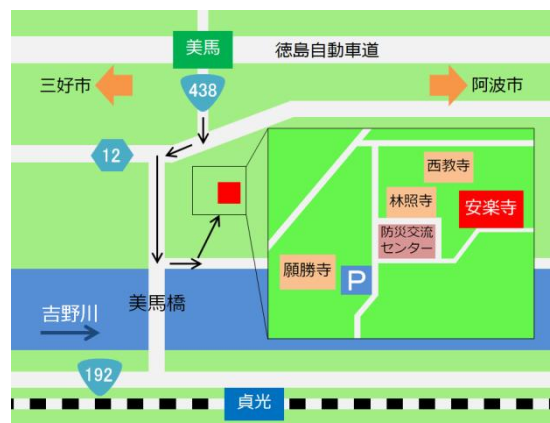 美馬
徳島自動車道
三好市
438
阿波市
12
西教寺
林照寺
安楽寺
防災交流
センター
願勝寺
P
美馬橋
吉野川
192
貞光